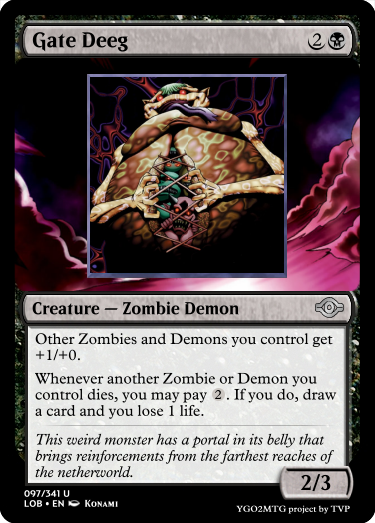 Gate Deeg 2
Creature — Zombie Demon
Other Zombies and Demons you control get
+1/+0.
Whenever another Zombie or Demon you
control dies, you may pay 2. If you do, draw
a card and you lose 1 life.
This weird monster has a portal in its belly that
brings reinforcements from the farthest reaches of
the netherworld.
2/3
097/341 U
LOB • EN Konami
YGO2MTG project by TVP